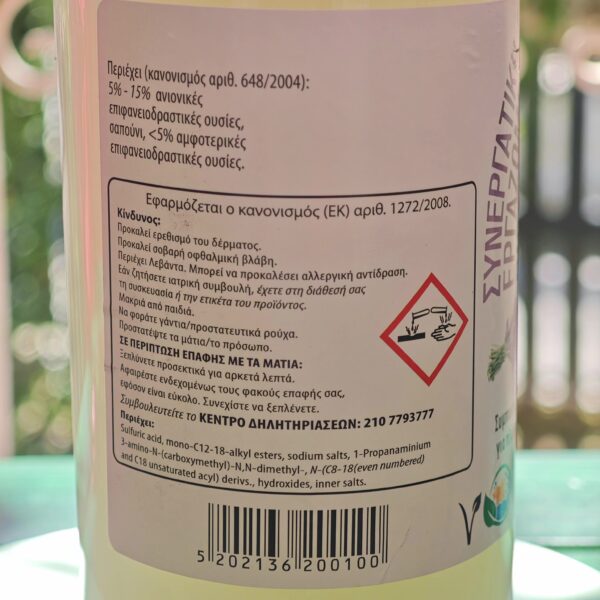 Περιέχει (κανονισμός αριθ. 648/2004):
5% - 15% ανιονικές
επιφανειοδραστικές ουσίες,
σαπούνι, <5% αμφοτερικές
επιφανειοδραστικές ουσίες.
Εφαρμόζεται ο κανονισμός (ΕΚ) αριθ. 1272/2008.
Κίνδυνος:
Προκαλεί ερεθισμό του δέρματος.
Προκαλεί σοβαρή οφθαλμική βλάβη.
Περιέχει Λεβάντα. Μπορεί να προκαλέσει αλλεργική αντίδραση.
Εάν ζητήσετε ιατρική συμβουλή, έχετε στη διάθεσή σας
τη συσκευασία ή την ετικέτα του προϊόντος.
Μακριά από παιδιά.
Να φοράτε γάντια/προστατευτικά ρούχα.
Προστατέψτε τα μάτια/το πρόσωπο.
ΣΕ ΠΕΡΙΠΤΩΣΗ ΕΠΑΦΗΣ ΜΕ ΤΑ ΜΑΤΙΑ:
Ξεπλύνετε προσεκτικά για αρκετά λεπτά.
Αφαιρέστε ενδεχομένως τους φακούς επαφής σας,
εφόσον είναι εύκολο. Συνεχίστε να ξεπλένετε.
Συμβουλευτείτε το ΚΕΝΤΡΟ ΔΗΛΗΤΗΡΙΑΣΕΩΝ: 210 7793777
Περιέχει:
Sulfuric acid, mono-C12-18-alkyl esters, sodium salts, 1-Propanaminium
3-amino-N-(carboxymethyl)-N,N-dimethyl-, N-(C8-18(even numbered)
and C18 unsaturated acyl) derivs., hydroxides, inner salts.
5 202136 200100